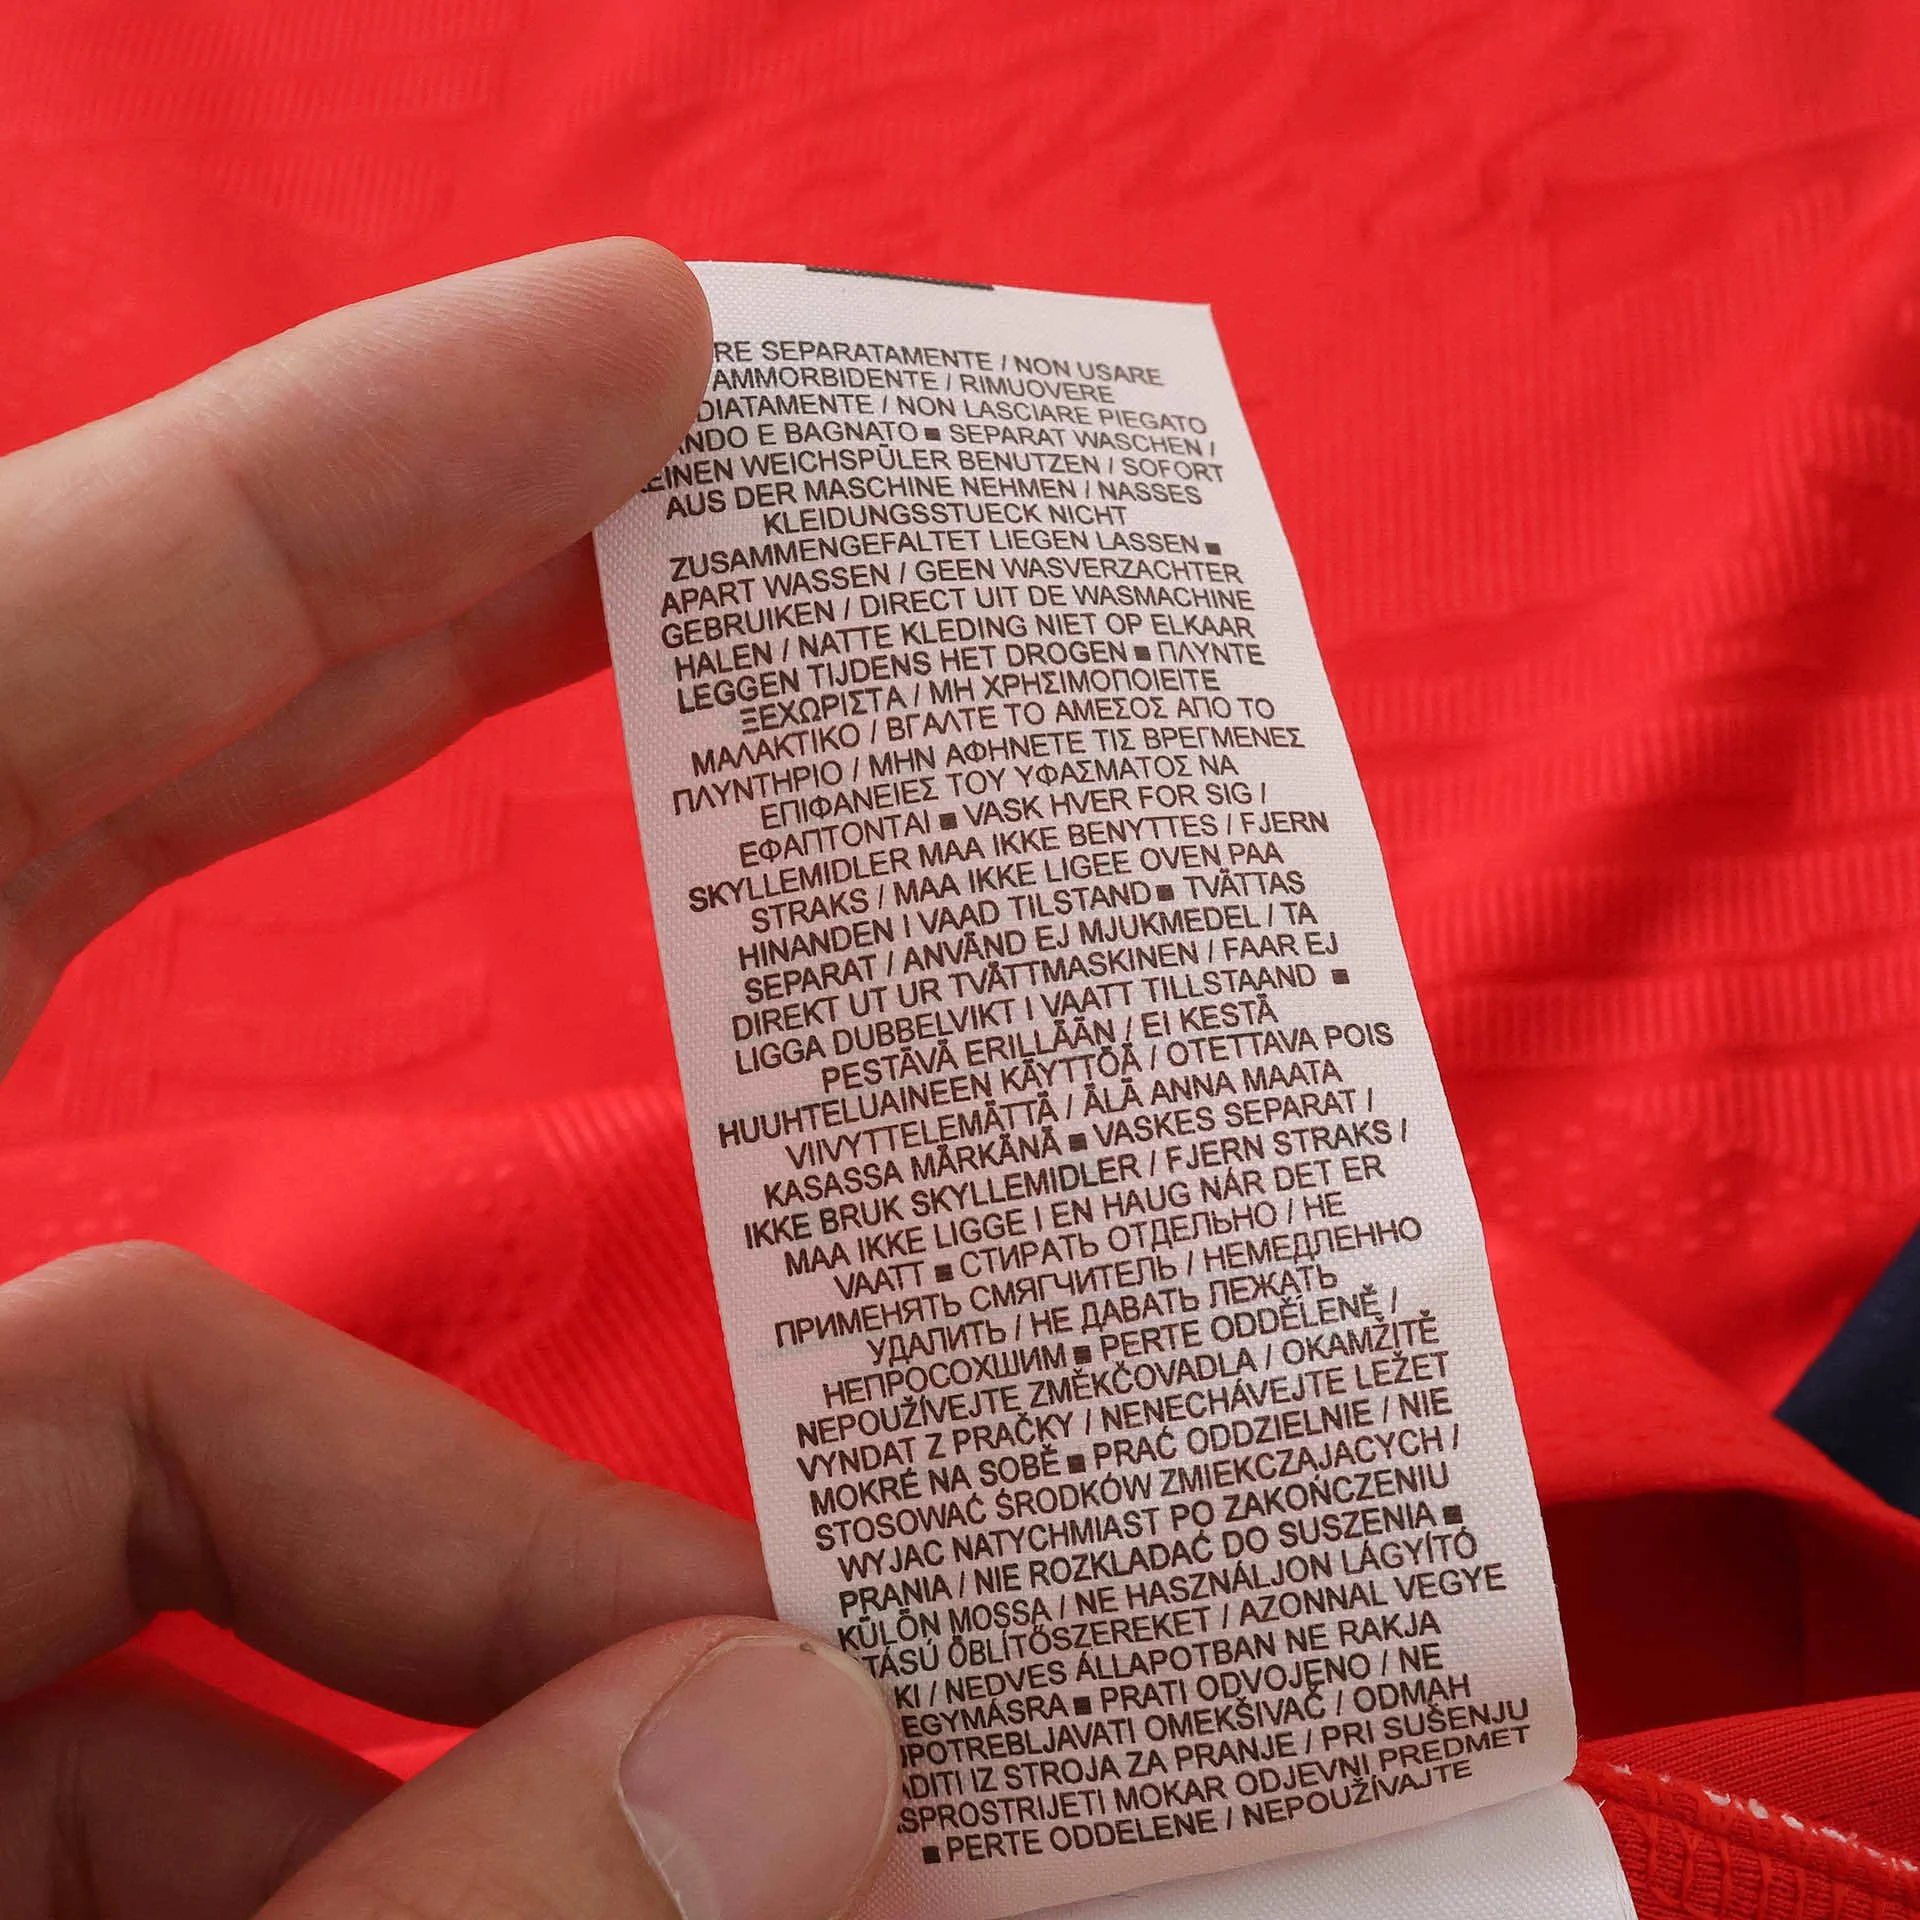 RE SEPARATAMENTE / NON USARE
AMMORBIDENTE / RIMUOVERE
DIATAMENTE / NON LASCIARE PIEGATO
NDO E BAGNATO ■ SEPARAT WASCHEN /
EINEN WEICHSPÜLER BENUTZEN / SOFORT
AUS DER MASCHINE NEHMEN / NASSES
KLEIDUNGSSTUECK NICHT
ZUSAMMENGEFALTET LIEGEN LASSEN ■
APART WASSEN / GEEN WASVERZACHTER
GEBRUIKEN / DIRECT UIT DE WASMACHINE
HALEN / NATTE KLEDING NIET OP ELKAAR
LEGGEN TIJDENS HET DROGEN ■ ΠΛΥΝΤΕ
ΞΕΧΩΡΙΣΤΑ / ΜΗ ΧΡΗΣΙΜΟΠΟΙΕΙΤΕ
ΜΑΛΑΚΤΙΚΟ / ΒΓΑΛΤΕ ΤΟ ΑΜΕΣΟΣ ΑΠΟ ΤΟ
ΠΛΥΝΤΗΡΙΟ / ΜΗΝ ΑΦΗΝΕΤΕ ΤΙΣ ΒΡΕΓΜΕΝΕΣ
ΕΠΙΦΑΝΕΙΕΣ ΤΟΥ ΥΦΑΣΜΑΤΟΣ ΝΑ
ΕΦΑΠΤΟΝΤΑΙ ■ VASK HVER FOR SIG /
SKYLLEMIDLER MAA IKKE BENYTTES / FJERN
STRAKS / MAA IKKE LIGEE OVEN PAA
HINANDEN I VAAD TILSTAND ■ TVÄTTAS
SEPARAT / ANVÄND EJ MJUKMEDEL / TA
DIREKT UT UR TVÄTTMASKINEN / FAAR EJ
LIGGA DUBBELVIKT I VAATT TILLSTAAND ■
PESTÄVÄ ERILLÄÄN / EI KESTÄ
HUUHTELUAINEEN KÄYTTÖÄ / OTETTAVA POIS
VIIVYTTELEMÄTTÄ / ÄLÄ ANNA MAATA
KASASSA MÄRKÄNÄ ■ VASKES SEPARAT /
IKKE BRUK SKYLLEMIDLER / FJERN STRAKS /
MAA IKKE LIGGE I EN HAUG NÁR DET ER
VAATT ■ СТИРАТЬ ОТДЕЛЬНО / НЕ
ПРИМЕНЯТЬ СМЯГЧИТЕЛЬ / НЕМЕДЛЕННО
УДАЛИТЬ / НЕ ДАВАТЬ ЛЕЖАТЬ
НЕПРОСОХШИМ ■ PERTE ODDĚLENĚ /
NEPOUŽÍVEJTE ZMĚKČOVADLA / OKAMŽITĚ
VYNDAT Z PRAČKY / NENECHÁVEJTE LEŽET
MOKRÉ NA SOBĚ ■ PRAĆ ODDZIELNIE / NIE
STOSOWAĆ ŚRODKÓW ZMIEKCZAJACYCH /
WYJAC NATYCHMIAST PO ZAKOŃCZENIU
PRANIA / NIE ROZKLADAĆ DO SUSZENIA ■
KÜLÖN MOSSA / NE HASZNÁLJON LÁGYÍTÓ
TÁSÚ ÖBLÍTŐSZEREKET / AZONNAL VEGYE
KI / NEDVES ÁLLAPOTBAN NE RAKJA
EGYMÁSRA ■ PRATI ODVOJENO / NE
POTREBLJAVATI OMEKŠIVAČ / ODMAH
ADITI IZ STROJA ZA PRANJE / PRI SUŠENJU
SPROSTRIJETI MOKAR ODJEVNI PREDMET
■ PERTE ODDELENE / NEPOUŽÍVAJTE